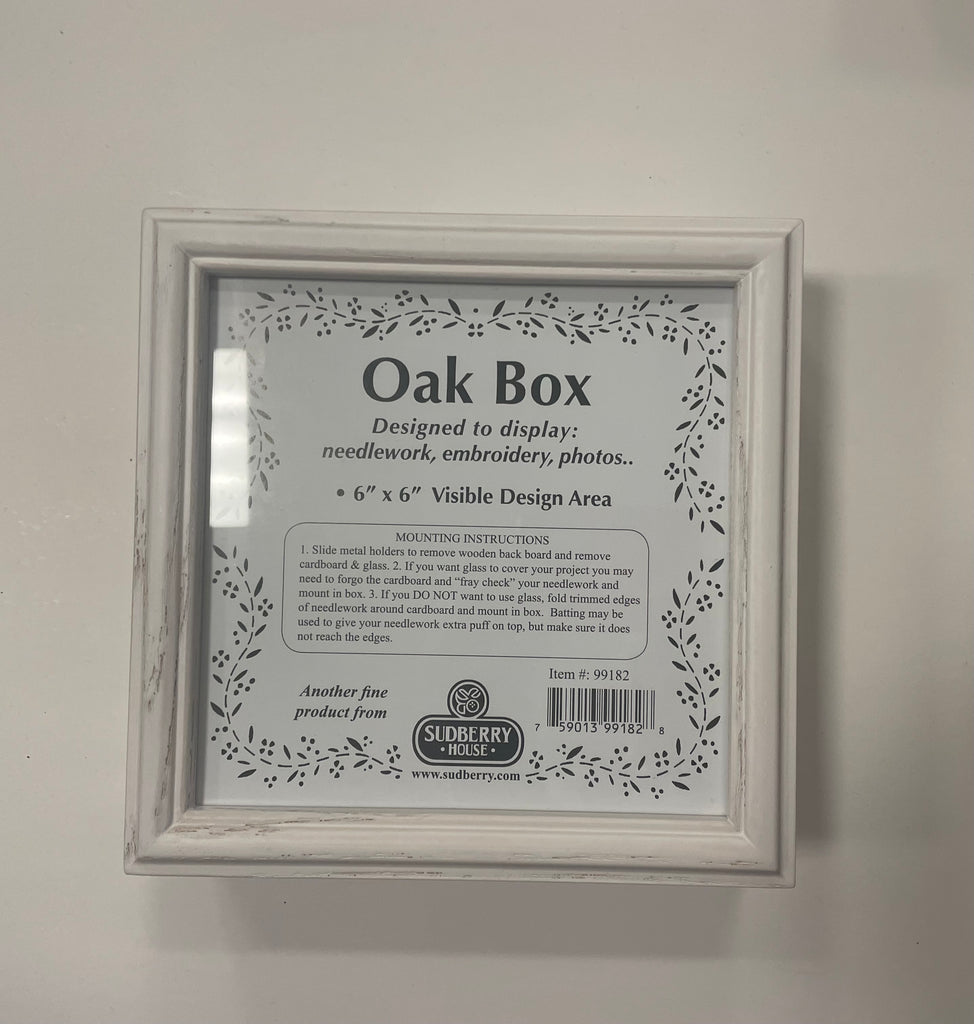 Oak Box
Designed to display:
needlework, embroidery, photos..
• 6" x 6" Visible Design Area
MOUNTING INSTRUCTIONS
1. Slide metal holders to remove wooden back board and remove
cardboard & glass. 2. If you want glass to cover your project you may
need to forgo the cardboard and “fray check” your needlework and
mount in box. 3. If you DO NOT want to use glass, fold trimmed edges
of needlework around cardboard and mount in box. Batting may be
used to give your needlework extra puff on top, but make sure it does
not reach the edges.
Another fine
product from
SUDBERRY
• HOUSE •
www.sudberry.com
Item #: 99182
7 59013 99182 8